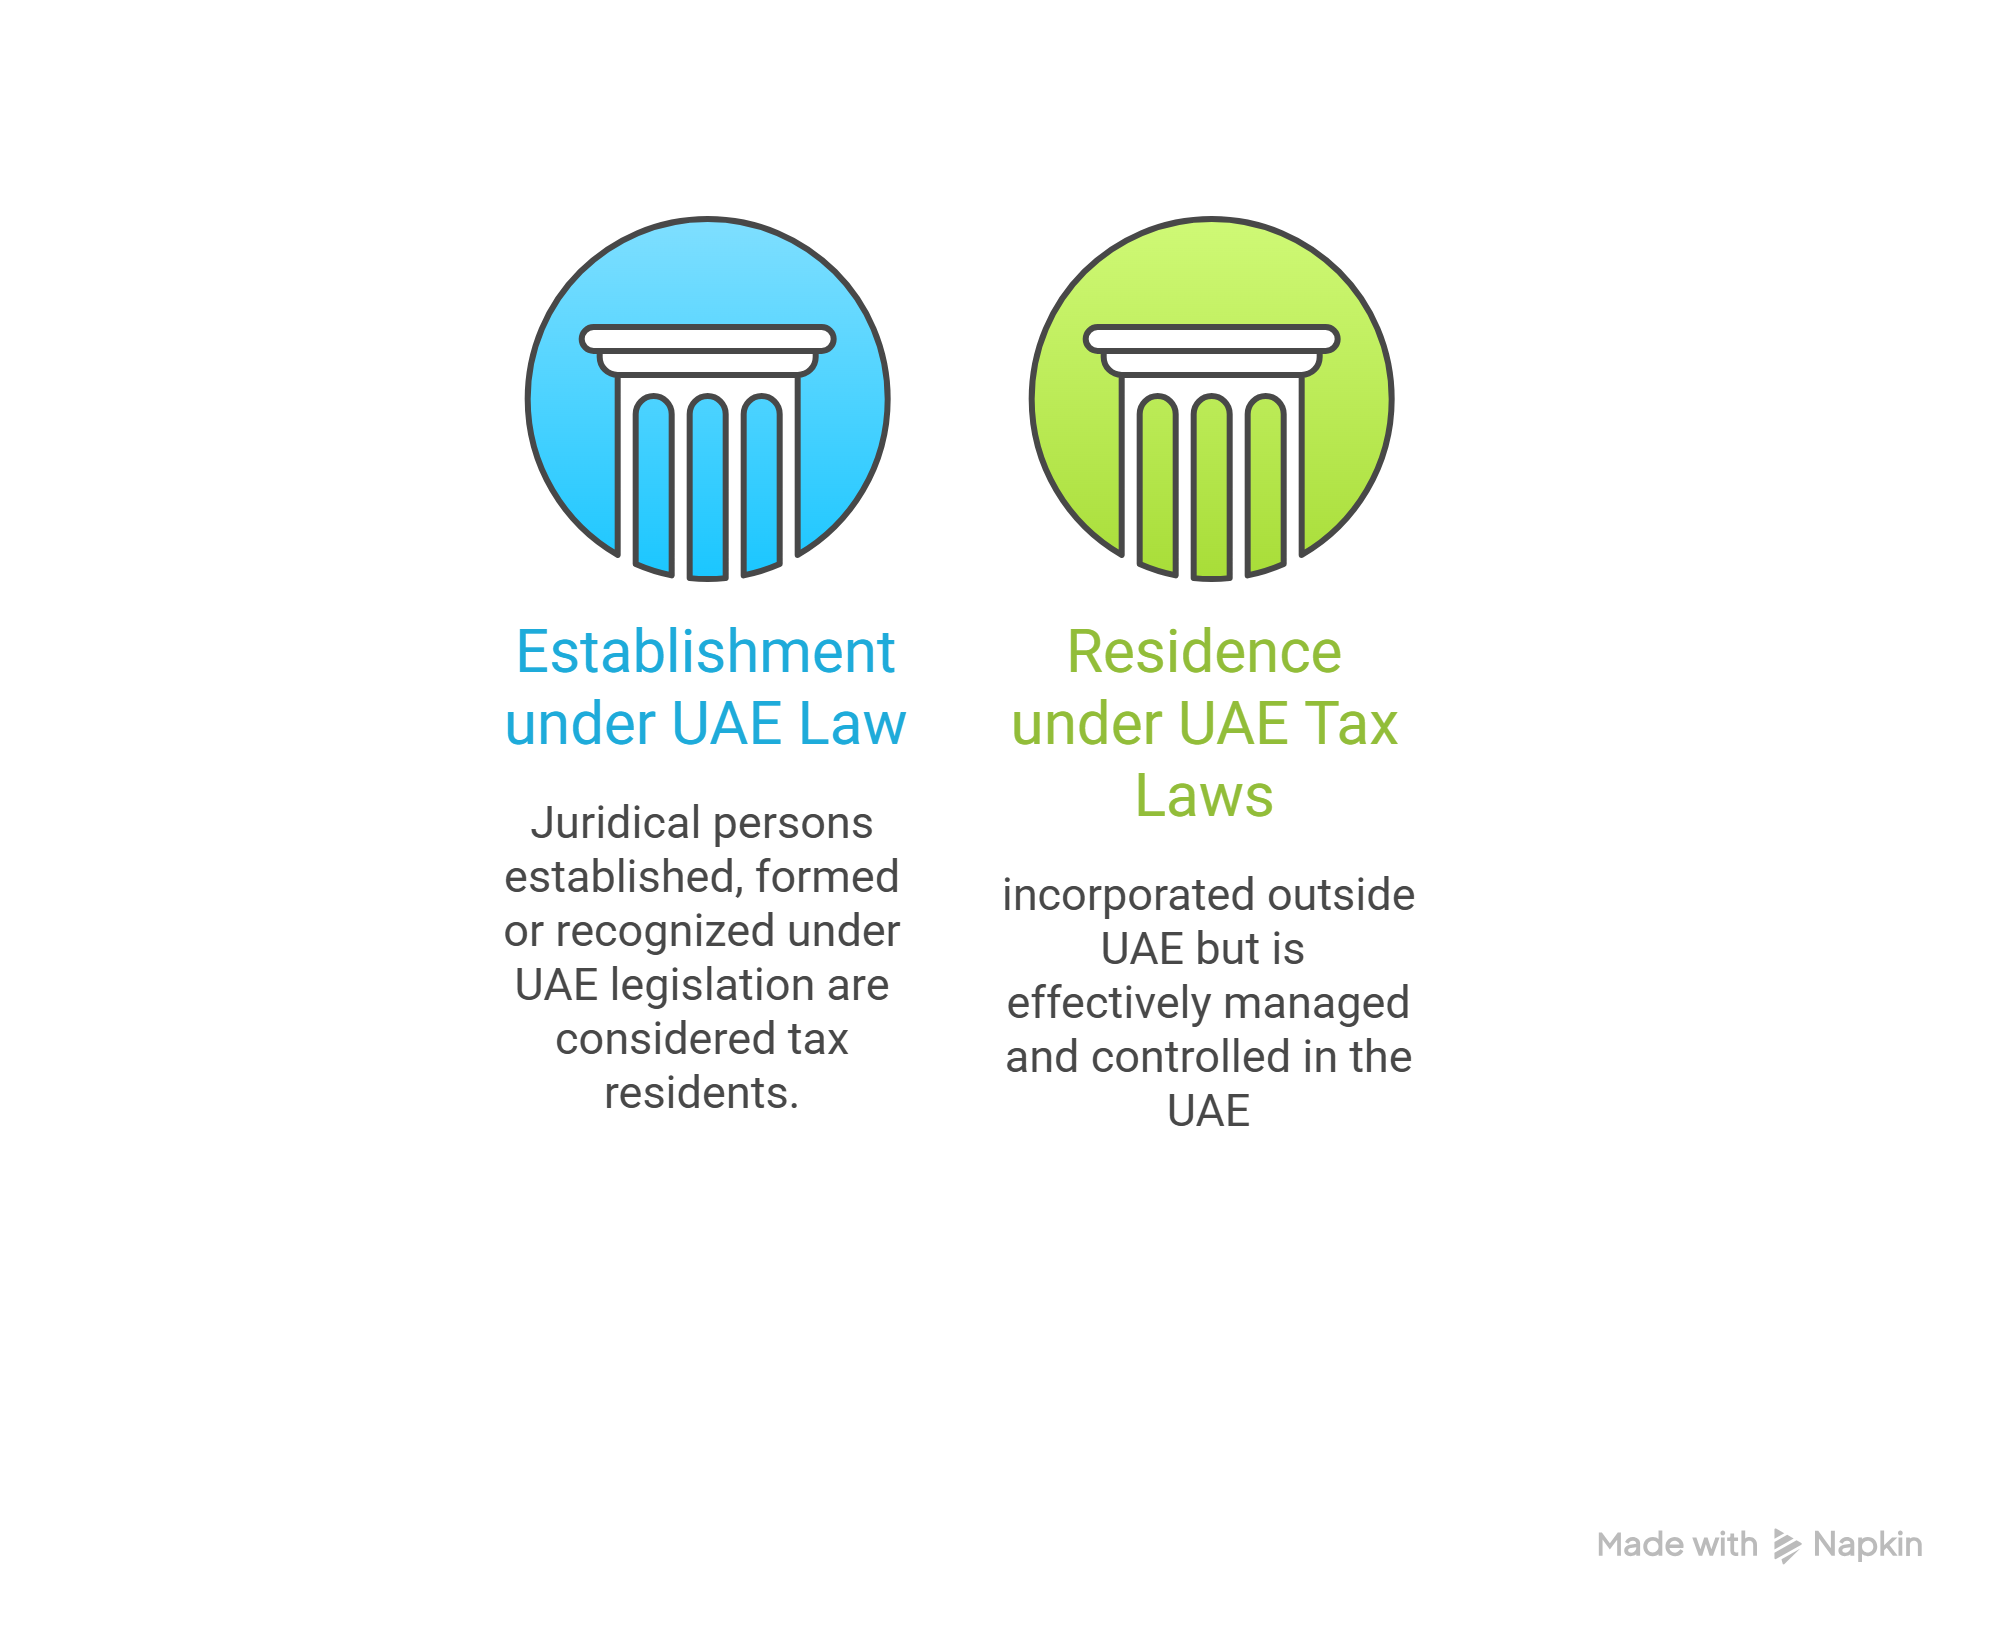 Establishment
under UAE Law
Juridical persons
established, formed
or recognized under
UAE legislation are
considered tax
residents.
Residence
under UAE Tax
Laws
incorporated outside
UAE but is
effectively managed
and controlled in the
UAE
Made with Napkin